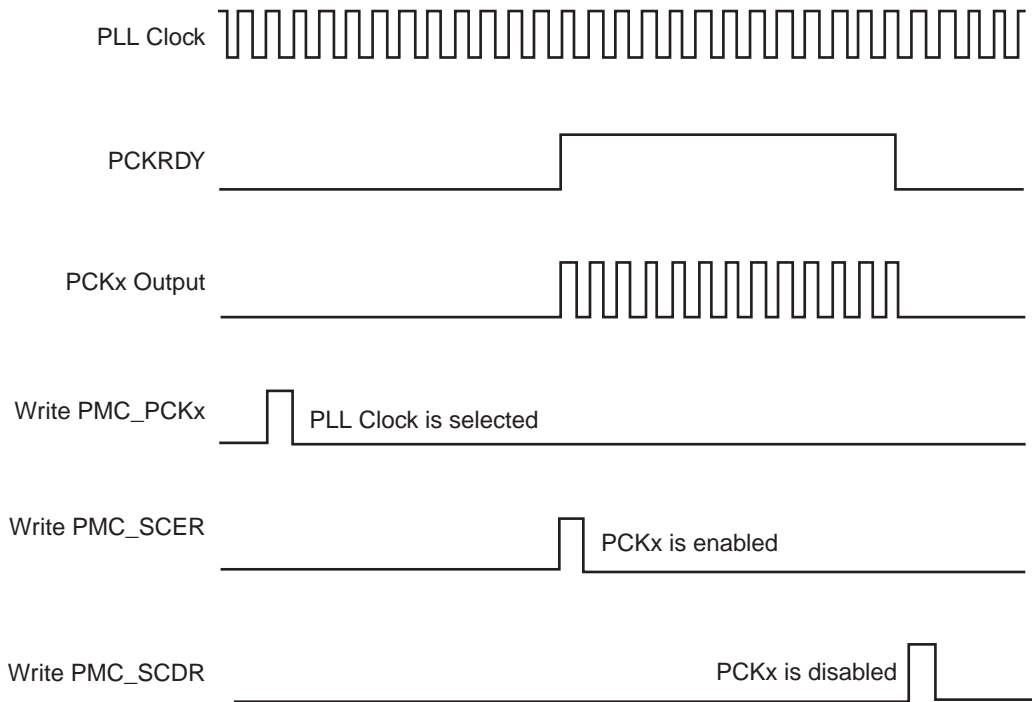 PLL Clock
PCKRDY
PCKx Output
Write PMC_PCKx
PLL Clock is selected
Write PMC_SCER
PCKx is enabled
Write PMC_SCDR
PCKx is disabled